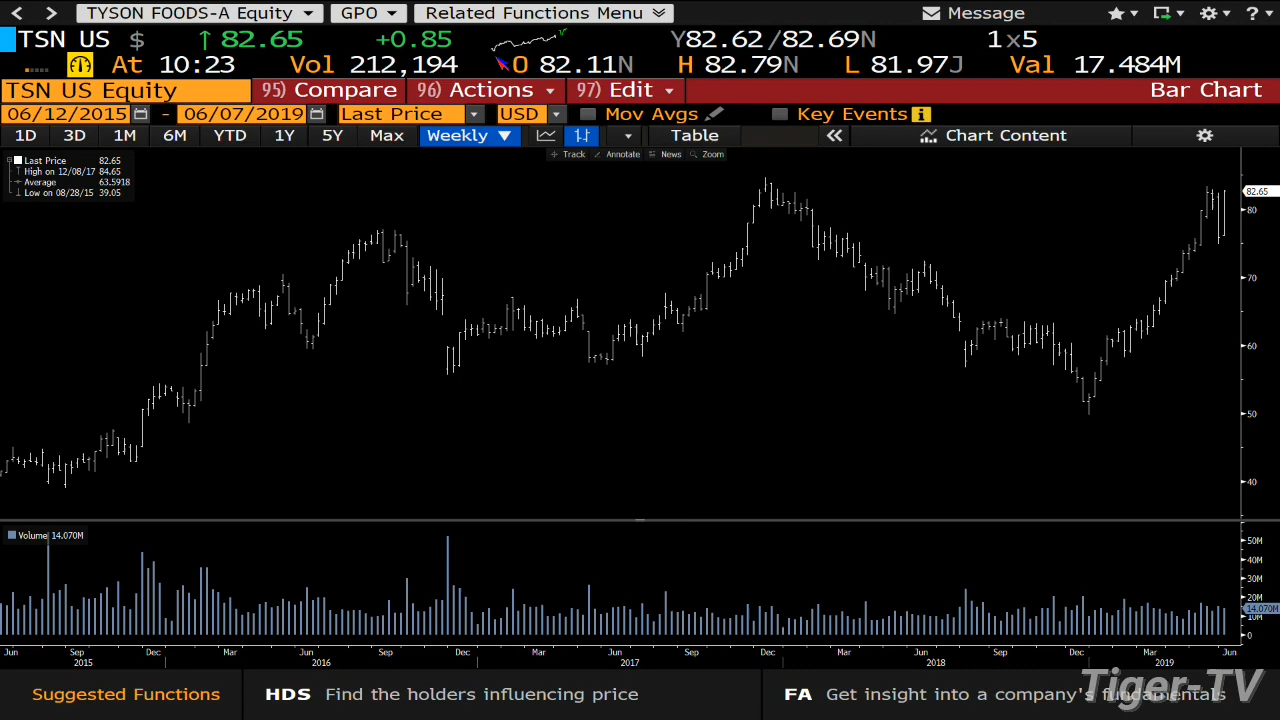 TYSON FOODS-A Equity GPO Related Functions Menu Message ?
TSN US $ ↑ 82.65 +0.85 Y82.62/82.69N 1x5
At 10:23 Vol 212,194 O 82.11N H 82.79N L 81.97J Val 17.484M
TSN US Equity 95) Compare 96) Actions 97) Edit Bar Chart
06/12/2015 - 06/07/2019 Last Price USD Mov Avgs Key Events i
1D 3D 1M 6M YTD 1Y 5Y Max Weekly ▼ Table « Chart Content
Track Annotate News Zoom
Last Price 82.65
High on 12/08/17 84.65
Average 63.5918
Low on 08/28/15 39.05
82.65
80
70
60
50
40
Volume 14.070M
50M
40M
30M
20M
14.070M
10M
0
Jun Sep Dec Mar Jun Sep Dec Mar Jun Sep Dec Mar Jun Sep Dec Mar Jun
2015 2016 2017 2018 2019
Suggested Functions HDS Find the holders influencing price FA Get insight into a company's fundamentals
Tiger-TV